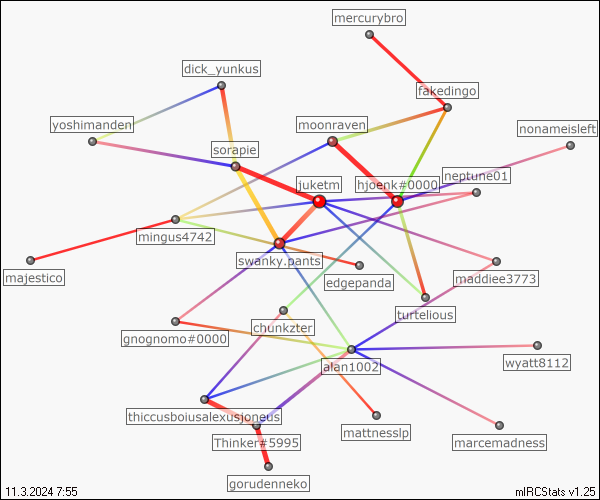 mercurybro
dick_yunkus
fakedingo
yoshimanden
moonraven
nonameisleft
sorapie
neptune01
juketm
hjoenk#0000
mingus4742
swanky.pants
majestico
edgepanda
maddiee3773
turtelious
chunkzter
gnognomo#0000
alan1002
wyatt8112
thiccusboiusalexusjoneus
Thinker#5995
mattnesslp
marcemadness
gorudenneko
11.3.2024 7:55
mIRCStats v1.25